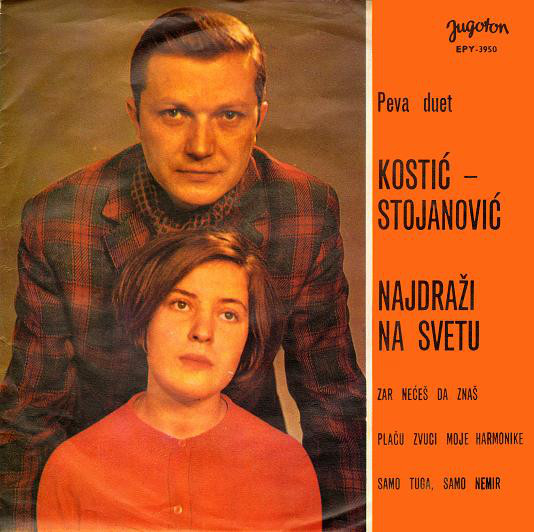 Jugoton
EPY-3950
Peva duet
KOSTIĆ –
STOJANOVIĆ
NAJDRAŽI
NA SVETU
ZAR NEĆEŠ DA ZNAŠ
PLAČU ZVUCI MOJE HARMONIKE
SAMO TUGA, SAMO NEMIR